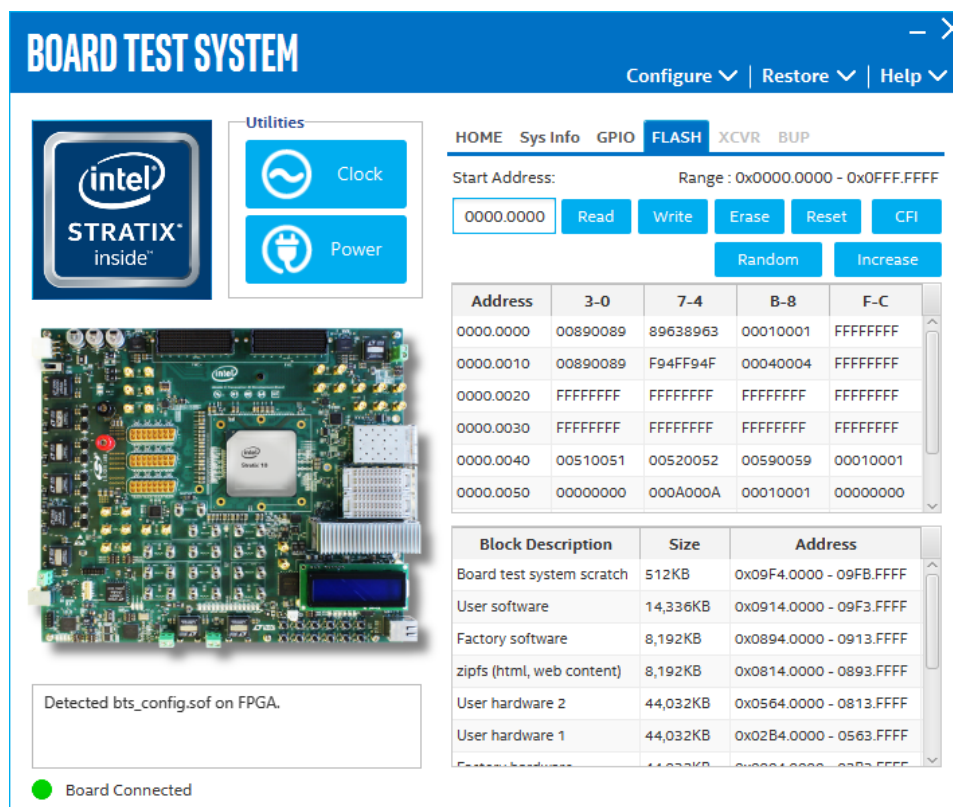 BOARD TEST SYSTEM
Configure | Restore | Help
Utilities
Clock
Power
intel
STRATIX
inside™
intel
intel
Stratix 10
HOME Sys Info GPIO FLASH XCVR BUP
Start Address: Range : 0x0000.0000 - 0x0FFF.FFFF
0000.0000 Read Write Erase Reset CFI
Random Increase
Address 3-0 7-4 B-8 F-C
0000.0000 00890089 89638963 00010001 FFFFFFFF
0000.0010 00890089 F94FF94F 00040004 FFFFFFFF
0000.0020 FFFFFFFF FFFFFFFF FFFFFFFF FFFFFFFF
0000.0030 FFFFFFFF FFFFFFFF FFFFFFFF FFFFFFFF
0000.0040 00510051 00520052 00590059 00010001
0000.0050 00000000 000A000A 00010001 00000000
Block Description Size Address
Board test system scratch 512KB 0x09F4.0000 - 09FB.FFFF
User software 14,336KB 0x0914.0000 - 09F3.FFFF
Factory software 8,192KB 0x0894.0000 - 0913.FFFF
zipfs (html, web content) 8,192KB 0x0814.0000 - 0893.FFFF
User hardware 2 44,032KB 0x0564.0000 - 0813.FFFF
User hardware 1 44,032KB 0x02B4.0000 - 0563.FFFF
Detected bts_config.sof on FPGA.
Board Connected